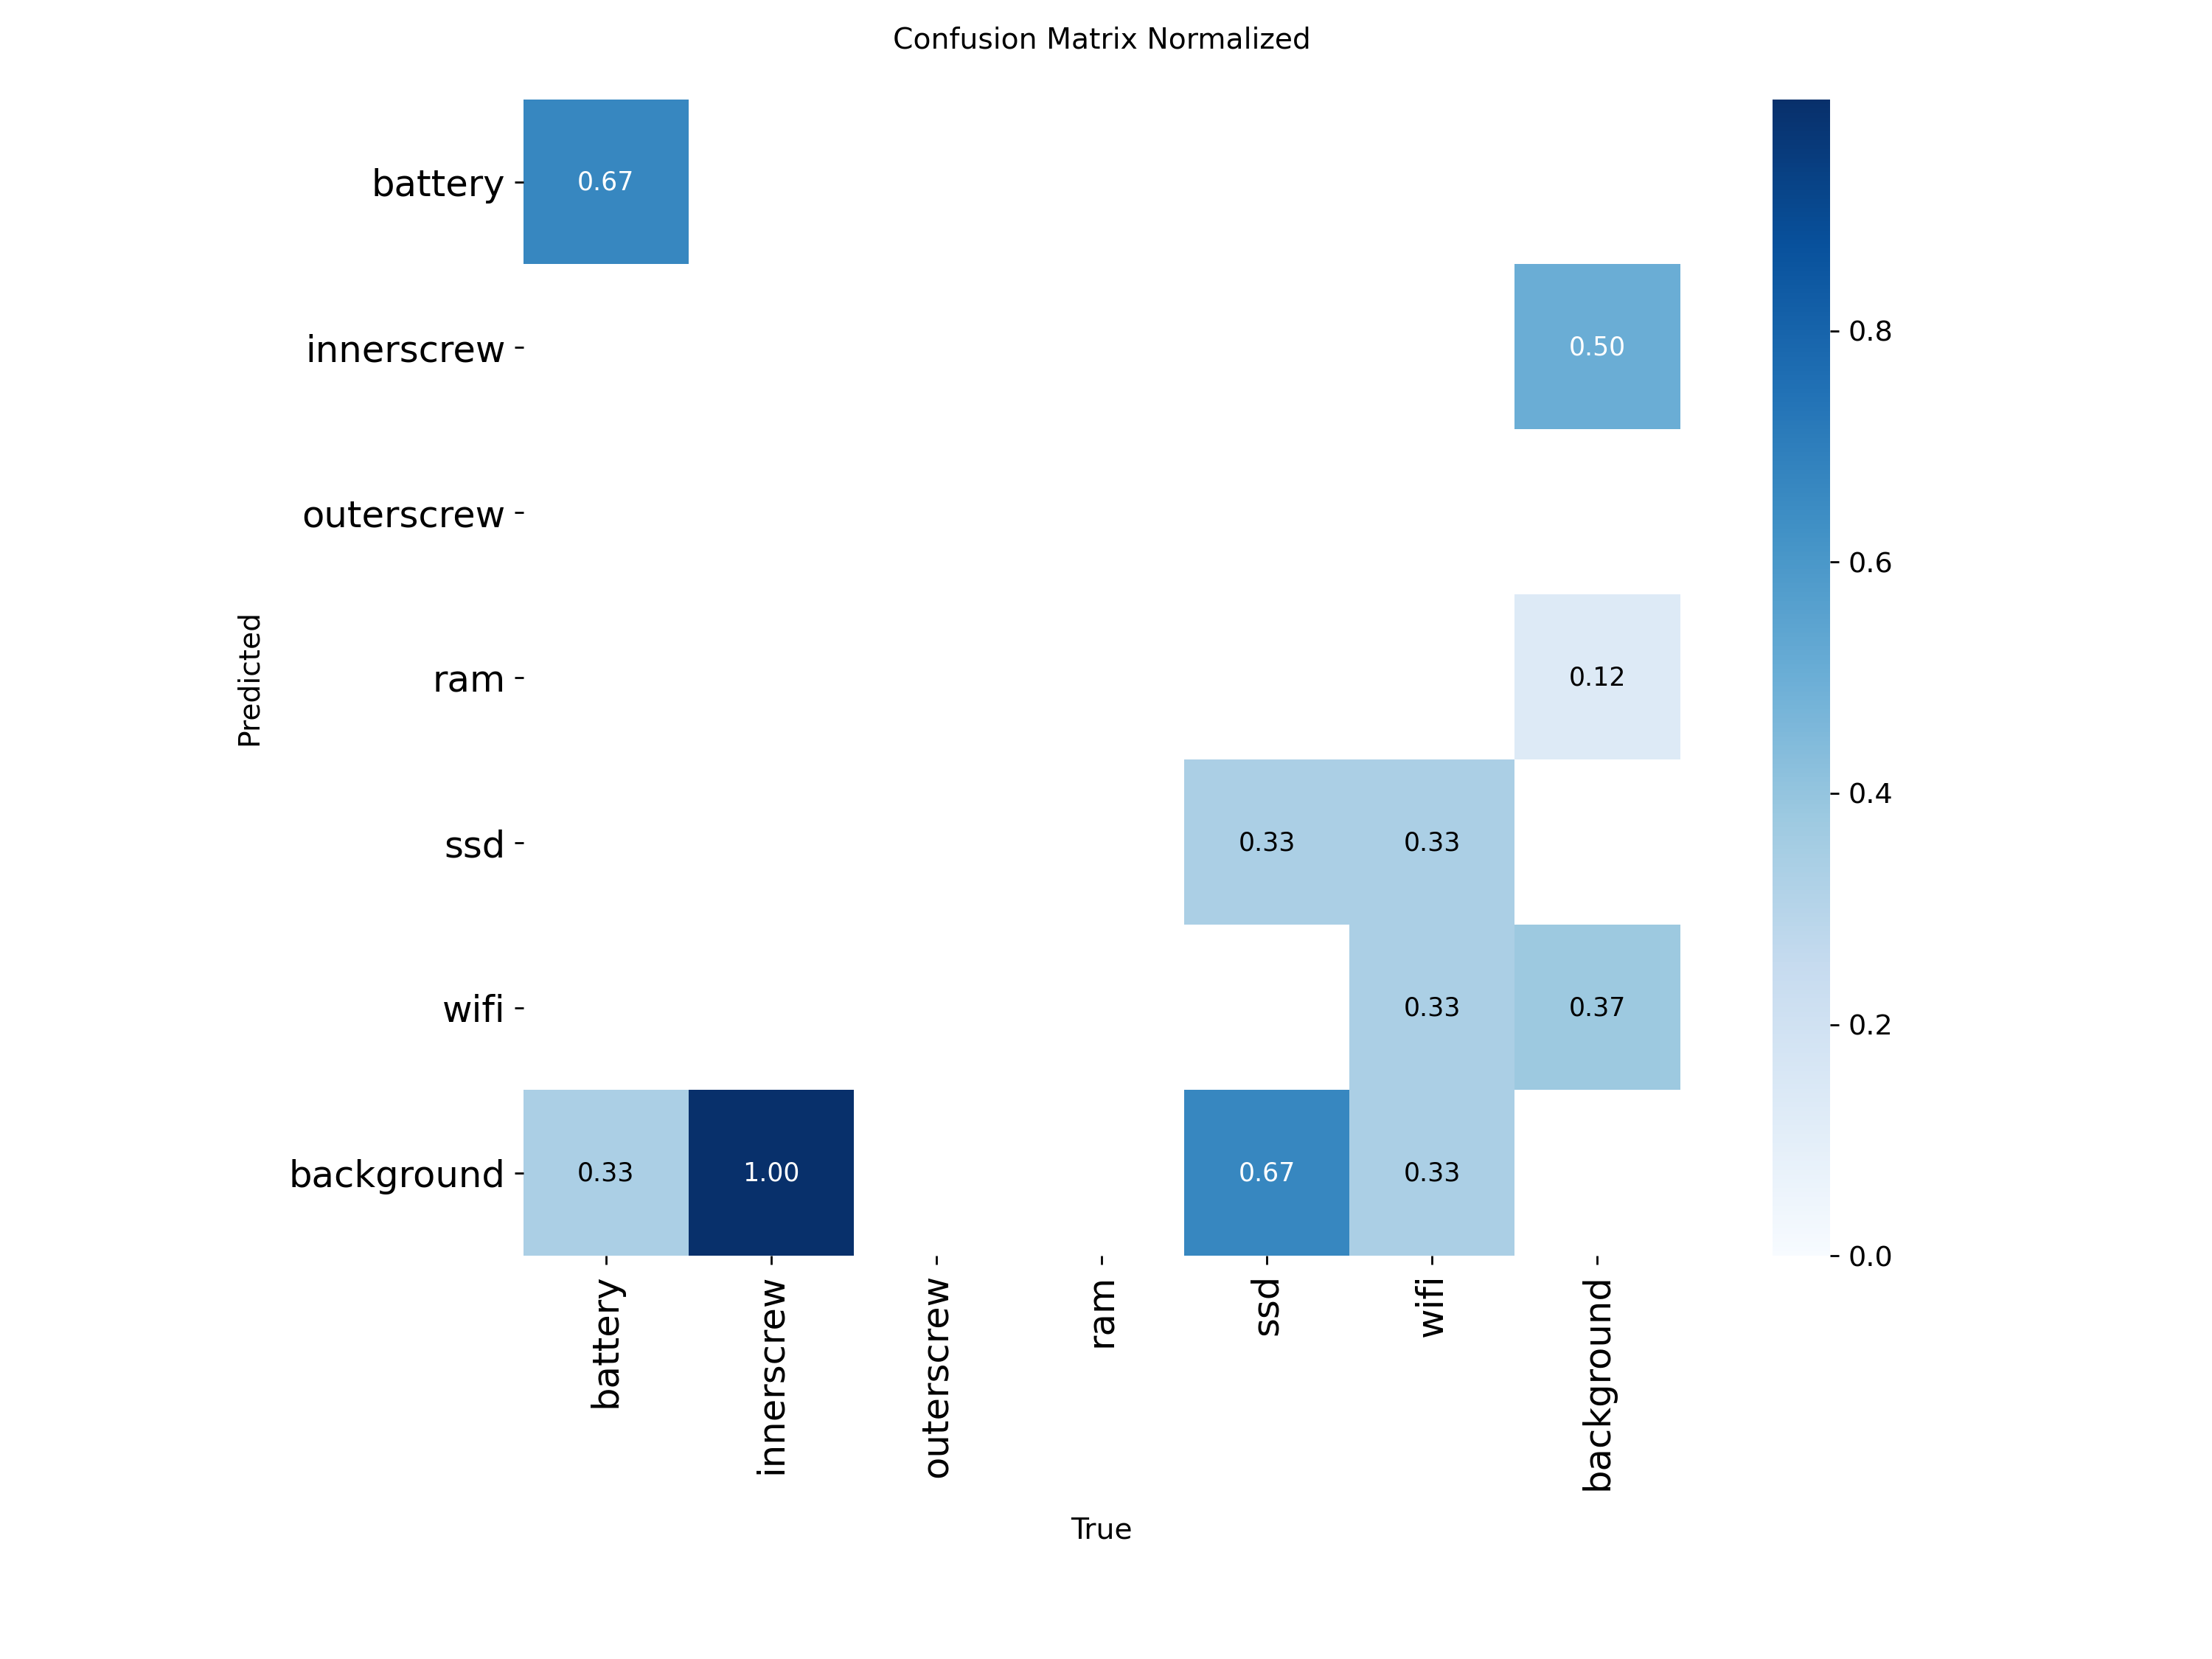 Confusion Matrix Normalized
battery
0.67
innerscrew
0.50
outerscrew
ram
0.12
ssd
0.33
0.33
wifi
0.33
0.37
background
0.33
1.00
0.67
0.33
Predicted
battery
innerscrew
outerscrew
ram
ssd
wifi
background
True
0.8
0.6
0.4
0.2
0.0